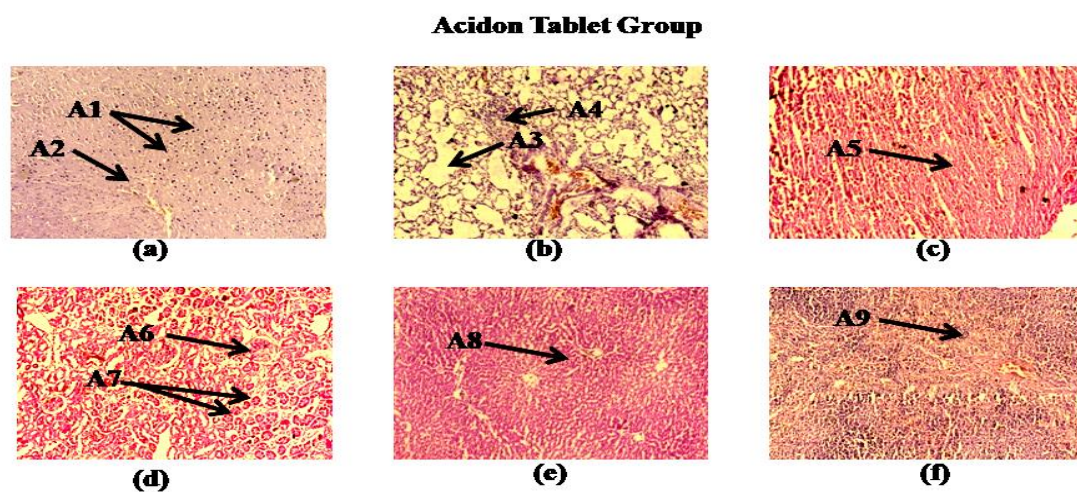 Acidon Tablet Group
A1
A2
(a)
A4
A3
(b)
A5
(c)
A6
A7
(d)
A8
(e)
A9
(f)